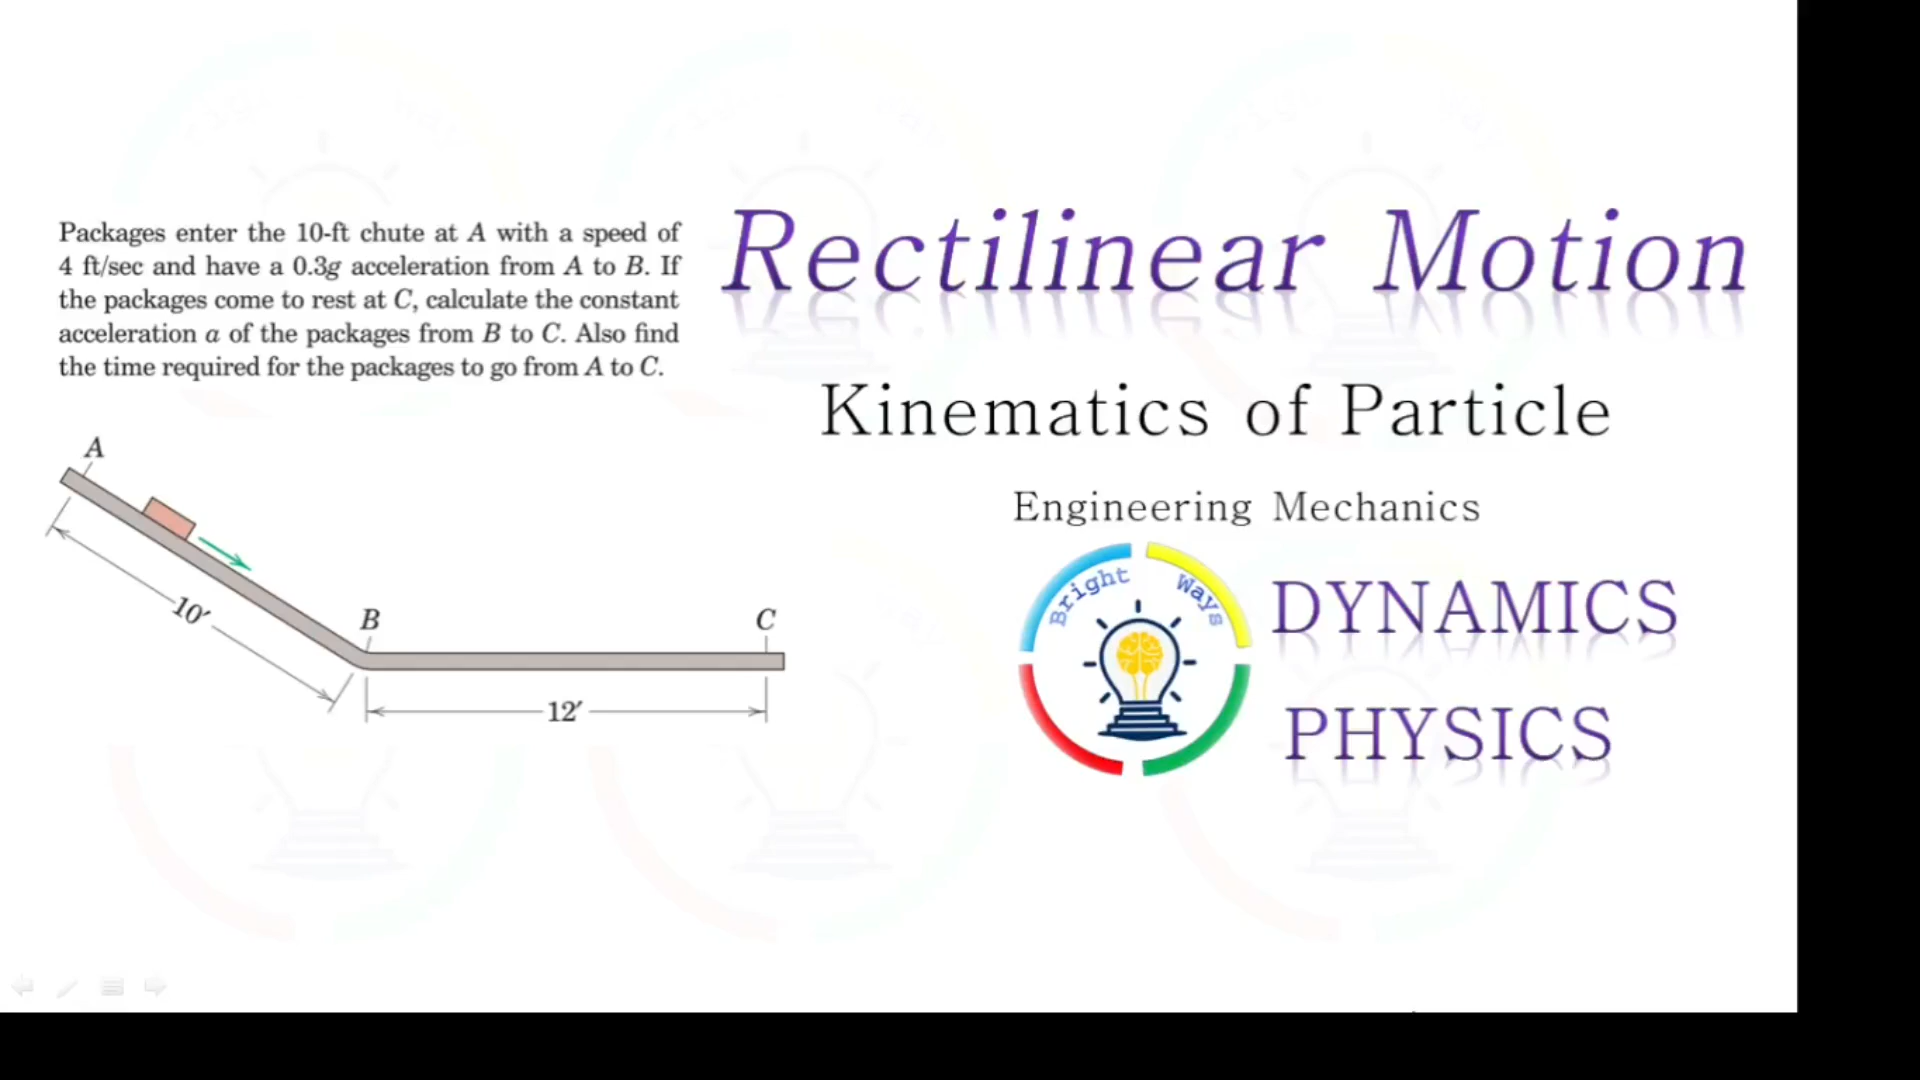 Packages enter the 10-ft chute at A with a speed of
4 ft/sec and have a 0.3g acceleration from A to B. If
the packages come to rest at C, calculate the constant
acceleration a of the packages from B to C. Also find
the time required for the packages to go from A to C.
A
10′
B
C
12′
Rectilinear Motion
Kinematics of Particle
Engineering Mechanics
Bright Ways
DYNAMICS
PHYSICS